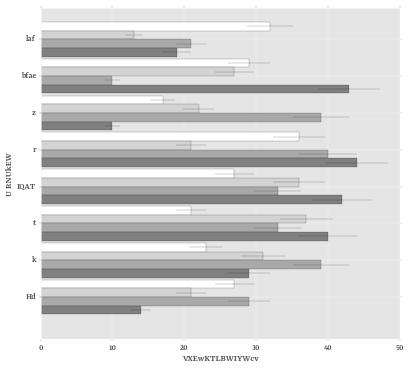 laf
bfae
z
r
IQAT
t
k
Hd
U RNUkEW
0 10 20 30 40 50
VXEwKTLBWIYWcv